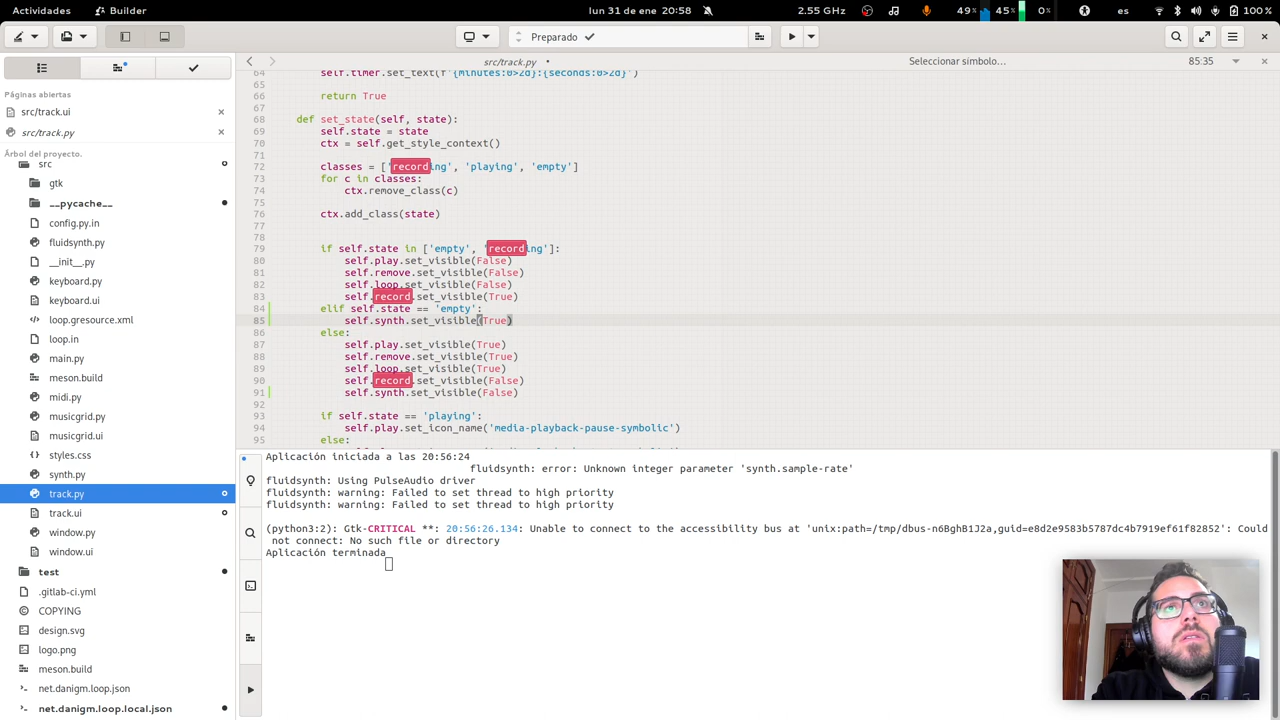 Actividades
Builder
lun 31 de ene 20:58
2.55 GHz
49%
45%
0%
es
100 %
Preparado
src/track.py
Seleccionar símbolo…
85:35
Páginas abiertas
src/track.ui
src/track.py
Árbol del proyecto.
src
gtk
__pycache__
config.py.in
fluidsynth.py
__init__.py
keyboard.py
keyboard.ui
loop.gresource.xml
loop.in
main.py
meson.build
midi.py
musicgrid.py
musicgrid.ui
styles.css
synth.py
track.py
track.ui
window.py
window.ui
test
.gitlab-ci.yml
COPYING
design.svg
logo.png
meson.build
net.danigm.loop.json
net.danigm.loop.local.json
64 self.timer.set_text(f'{minutes:0>2d}:{seconds:0>2d}')
65
66 return True
67
68 def set_state(self, state):
69 self.state = state
70 ctx = self.get_style_context()
71
72 classes = ['recording', 'playing', 'empty']
73 for c in classes:
74 ctx.remove_class(c)
75
76 ctx.add_class(state)
77
78
79 if self.state in ['empty', 'recording']:
80 self.play.set_visible(False)
81 self.remove.set_visible(False)
82 self.loop.set_visible(False)
83 self.record.set_visible(True)
84 elif self.state == 'empty':
85 self.synth.set_visible(True)
86 else:
87 self.play.set_visible(True)
88 self.remove.set_visible(True)
89 self.loop.set_visible(True)
90 self.record.set_visible(False)
91 self.synth.set_visible(False)
92
93 if self.state == 'playing':
94 self.play.set_icon_name('media-playback-pause-symbolic')
95 else:
Aplicación iniciada a las 20:56:24
fluidsynth: error: Unknown integer parameter 'synth.sample-rate'
fluidsynth: Using PulseAudio driver
fluidsynth: warning: Failed to set thread to high priority
fluidsynth: warning: Failed to set thread to high priority
(python3:2): Gtk-CRITICAL **: 20:56:26.134: Unable to connect to the accessibility bus at 'unix:path=/tmp/dbus-n6BghB1J2a,guid=e8d2e9583b5787dc4b7919ef61f82852': Could
not connect: No such file or directory
Aplicación terminada